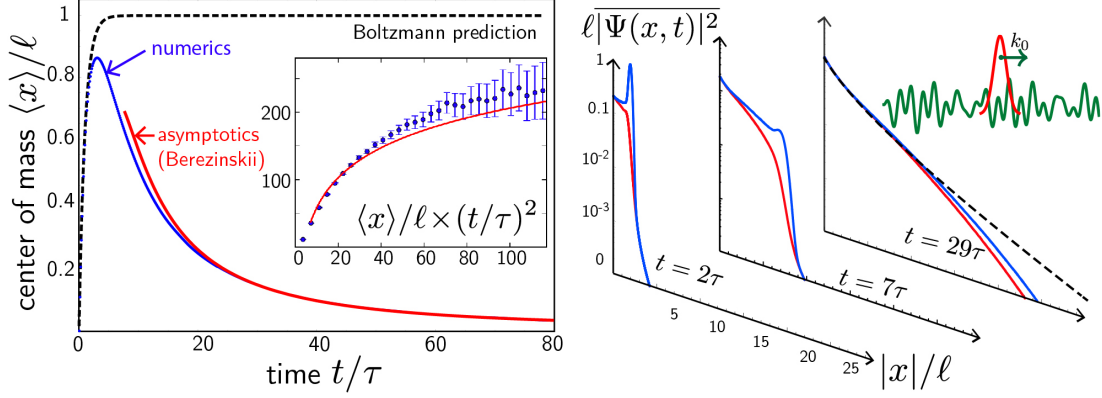 center of mass ⟨x⟩/ℓ
1
0.8
0.6
0.4
0.2
Boltzmann prediction
numerics
asymptotics
(Berezinskii)
200
100
⟨x⟩/ℓ×(t/τ)²
0 20 40 60 80 100
0 20 40 60 80
time t/τ
ℓ|Ψ(x,t)|²
1
0.1
10⁻²
10⁻³
0
t = 2τ
t = 7τ
t = 29τ
k₀
5 10 15 20 25
|x|/ℓ